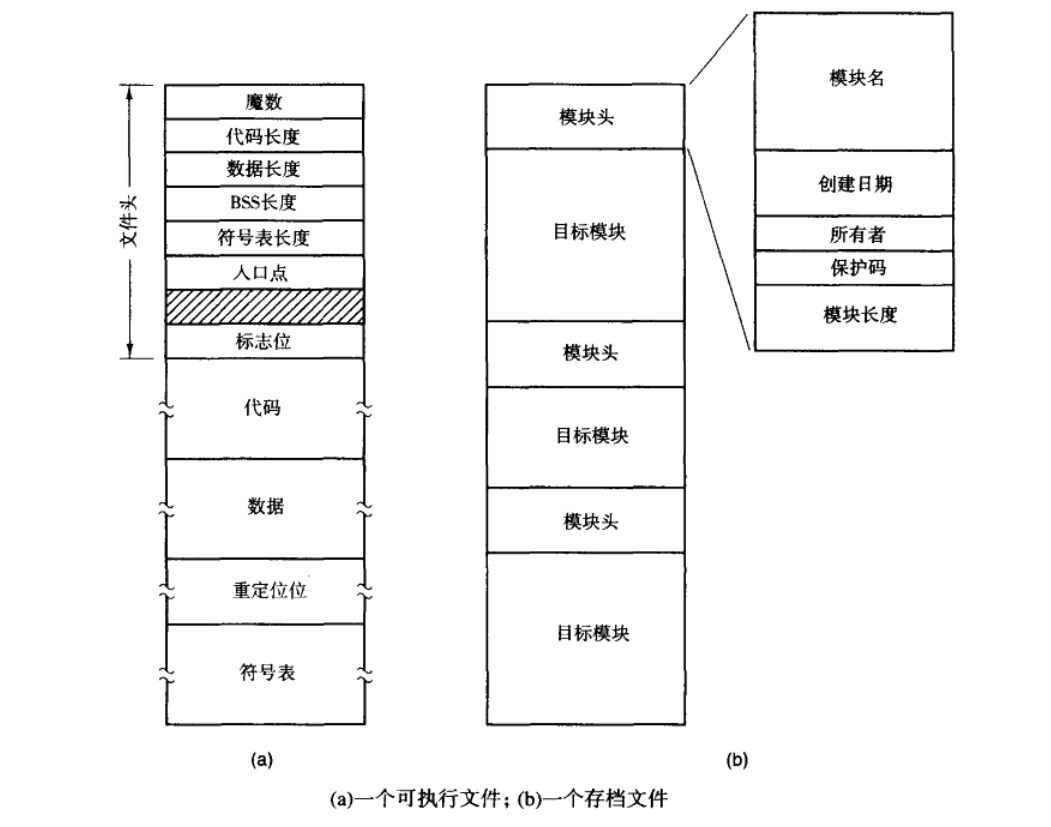 魔数
代码长度
数据长度
BSS长度
符号表长度
入口点
标志位
文件头
代码
数据
重定位位
符号表
(a)
模块头
目标模块
模块头
目标模块
模块头
目标模块
模块名
创建日期
所有者
保护码
模块长度
(b)
(a)一个可执行文件；(b)一个存档文件